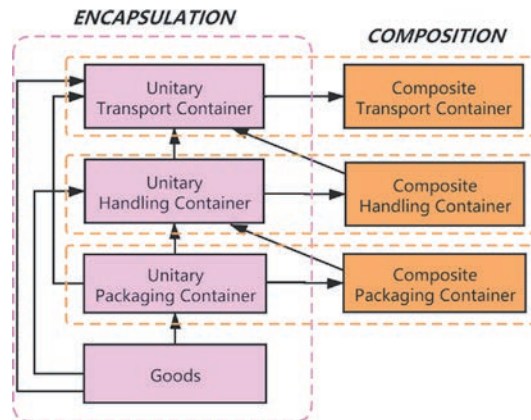 ENCAPSULATION
COMPOSITION
Unitary
Transport Container
Composite
Transport Container
Unitary
Handling Container
Composite
Handling Container
Unitary
Packaging Container
Composite
Packaging Container
Goods